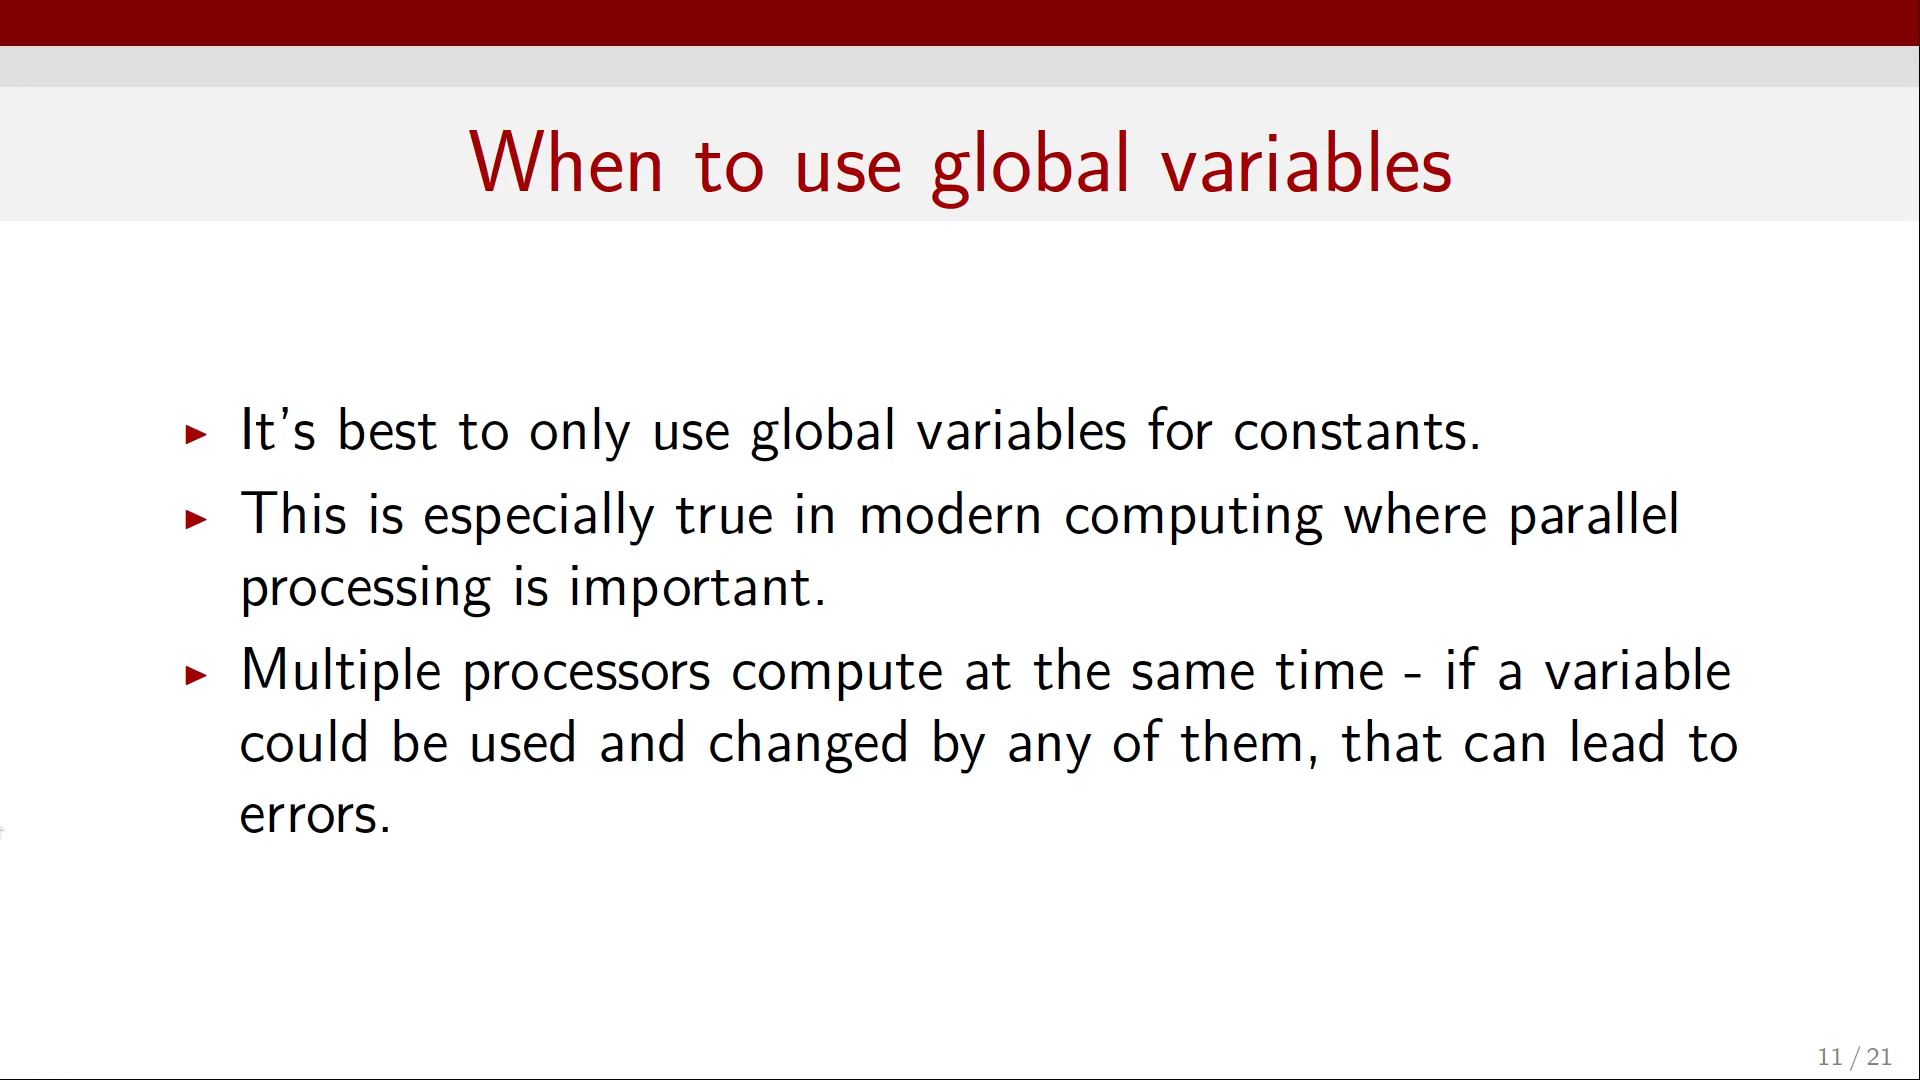 When to use global variables
It's best to only use global variables for constants.
This is especially true in modern computing where parallel
processing is important.
Multiple processors compute at the same time - if a variable
could be used and changed by any of them, that can lead to
errors.
11 / 21